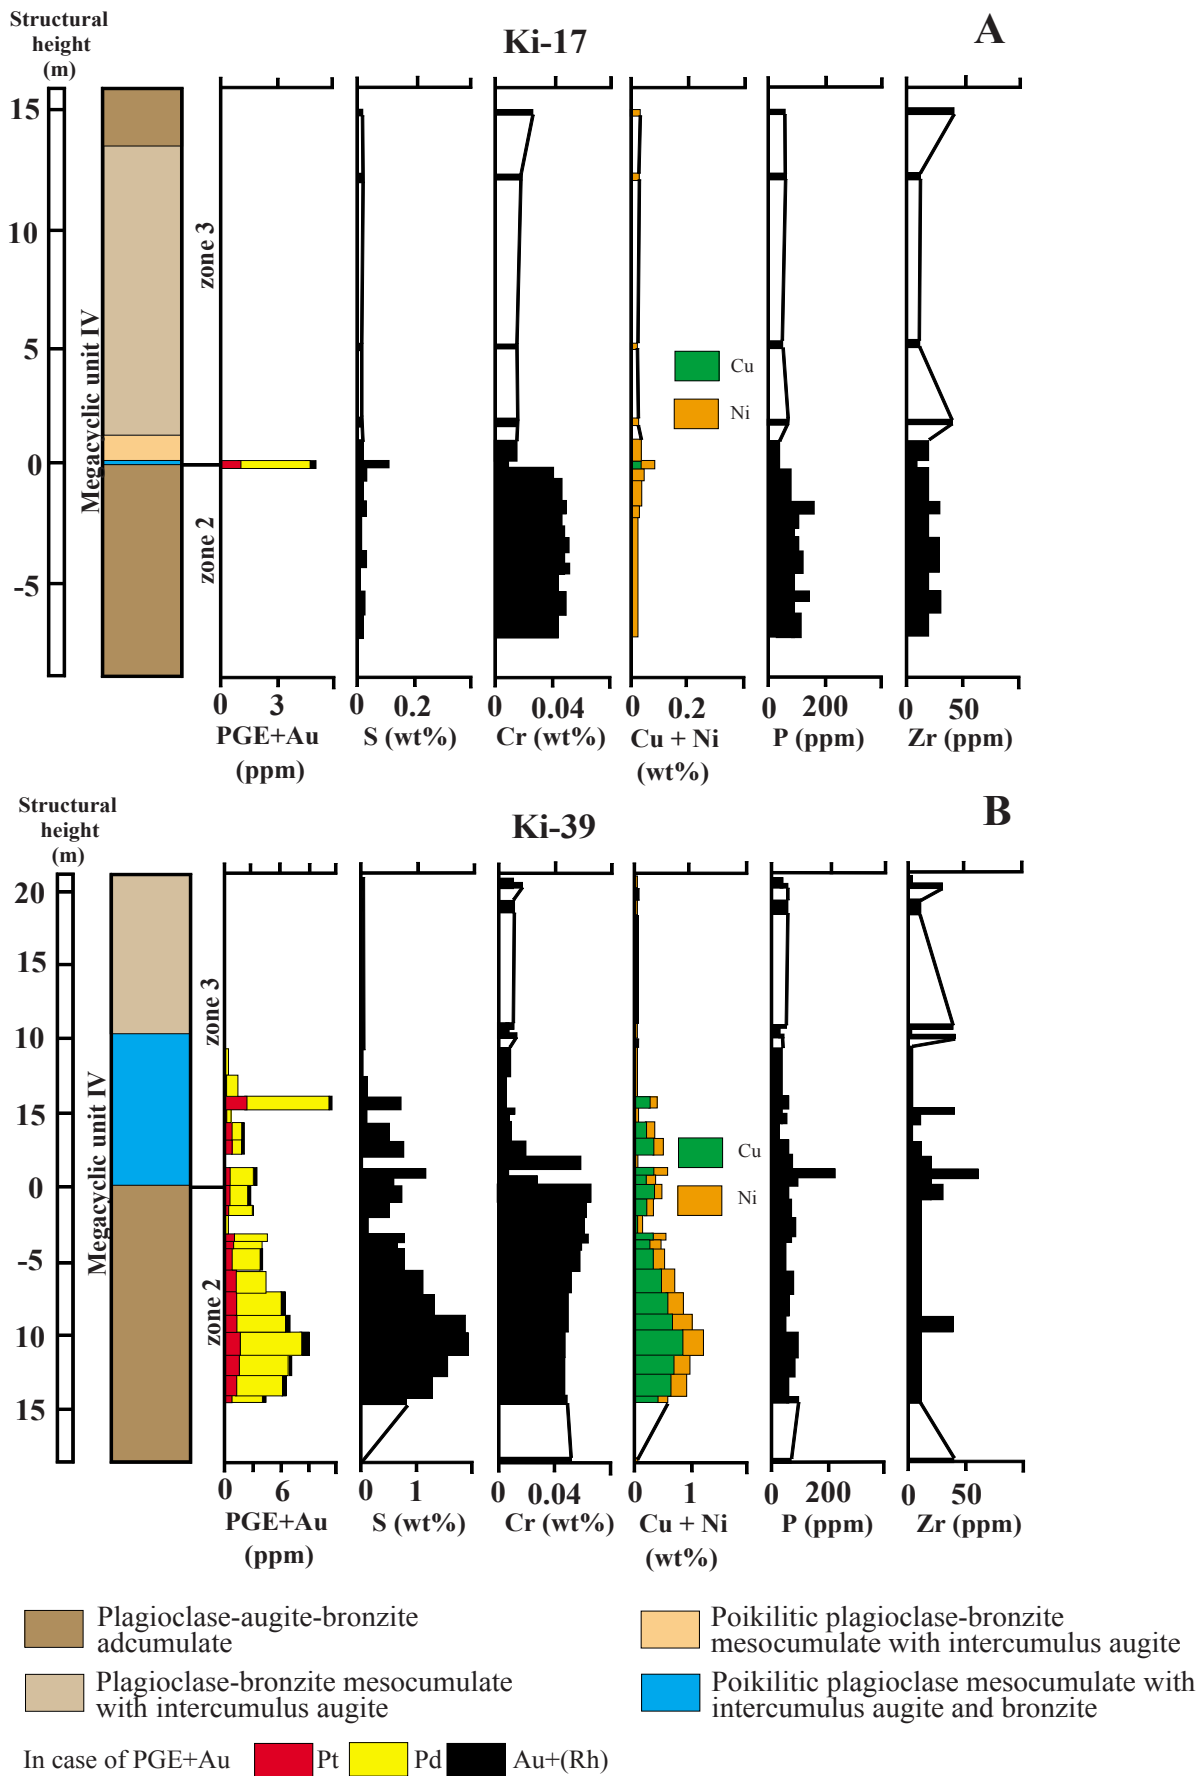 Structural
height
(m)
Ki-17
A
15
10
5
0
-5
Megacyclic unit IV
zone 3
zone 2
Cu
Ni
0 3
PGE+Au
(ppm)
0 0.2
S (wt%)
0 0.04
Cr (wt%)
0 0.2
Cu + Ni
(wt%)
0 200
P (ppm)
0 50
Zr (ppm)
Structural
height
(m)
Ki-39
B
20
15
10
15
0
-5
10
15
Megacyclic unit IV
zone 3
zone 2
Cu
Ni
0 6
PGE+Au
(ppm)
0 1
S (wt%)
0 0.04
Cr (wt%)
0 1
Cu + Ni
(wt%)
0 200
P (ppm)
0 50
Zr (ppm)
Plagioclase-augite-bronzite
adcumulate
Plagioclase-bronzite mesocumulate
with intercumulus augite
Poikilitic plagioclase-bronzite
mesocumulate with intercumulus augite
Poikilitic plagioclase mesocumulate with
intercumulus augite and bronzite
In case of PGE+Au Pt Pd Au+(Rh)